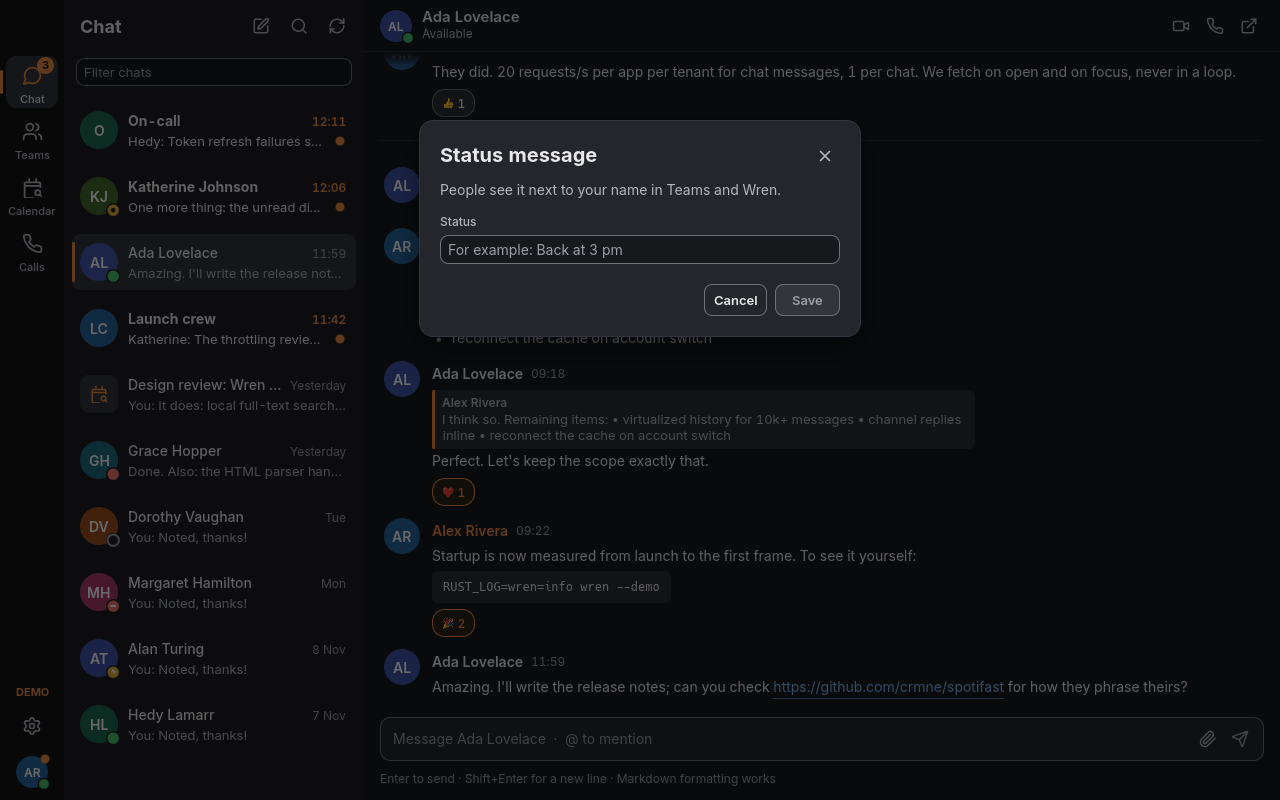 3
Chat
Teams
Calendar
Calls
DEMO
AR
Chat
Filter chats
O
On-call
12:11
Hedy: Token refresh failures s...
KJ
Katherine Johnson
12:06
One more thing: the unread di...
AL
Ada Lovelace
11:59
Amazing. I'll write the release not...
LC
Launch crew
11:42
Katherine: The throttling revie...
Design review: Wren ...
Yesterday
You: It does: local full-text search...
GH
Grace Hopper
Yesterday
Done. Also: the HTML parser han...
DV
Dorothy Vaughan
Tue
You: Noted, thanks!
MH
Margaret Hamilton
Mon
You: Noted, thanks!
AT
Alan Turing
8 Nov
You: Noted, thanks!
HL
Hedy Lamarr
7 Nov
You: Noted, thanks!
AL
Ada Lovelace
Available
They did. 20 requests/s per app per tenant for chat messages, 1 per chat. We fetch on open and on focus, never in a loop.
👍 1
AL
AR
Status message
People see it next to your name in Teams and Wren.
Status
For example: Back at 3 pm
Cancel
Save
• reconnect the cache on account switch
AL
Ada Lovelace 09:18
Alex Rivera
I think so. Remaining items: • virtualized history for 10k+ messages • channel replies
inline • reconnect the cache on account switch
Perfect. Let's keep the scope exactly that.
❤️ 1
AR
Alex Rivera 09:22
Startup is now measured from launch to the first frame. To see it yourself:
RUST_LOG=wren=info wren --demo
🎉 2
AL
Ada Lovelace 11:59
Amazing. I'll write the release notes; can you check https://github.com/crmne/spotifast for how they phrase theirs?
Message Ada Lovelace · @ to mention
Enter to send · Shift+Enter for a new line · Markdown formatting works